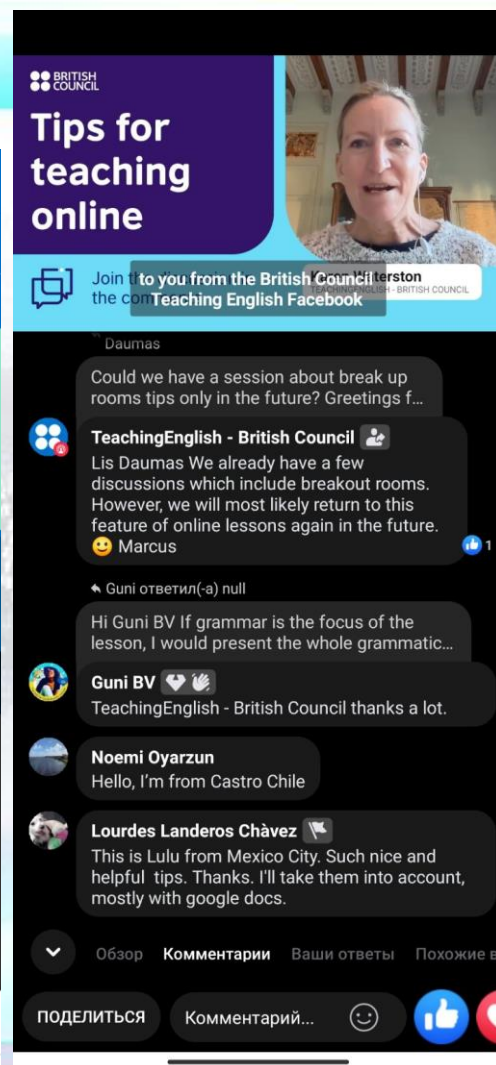 BRITISH
COUNCIL
Tips for
teaching
online
Join
the com
to you from the British Council
Teaching English Facebook
Waterston
TEACHINGENGLISH - BRITISH COUNCIL
Daumas
Could we have a session about break up
rooms tips only in the future? Greetings f...
TeachingEnglish - British Council
Lis Daumas We already have a few
discussions which include breakout rooms.
However, we will most likely return to this
feature of online lessons again in the future.
🙂 Marcus
1
Guni ответил(-а) null
Hi Guni BV If grammar is the focus of the
lesson, I would present the whole grammatic...
Guni BV
TeachingEnglish - British Council thanks a lot.
Noemi Oyarzun
Hello, I'm from Castro Chile
Lourdes Landeros Chàvez
This is Lulu from Mexico City. Such nice and
helpful tips. Thanks. I'll take them into account,
mostly with google docs.
Обзор Комментарии Ваши ответы Похожие в
ПОДЕЛИТЬСЯ Комментарий...